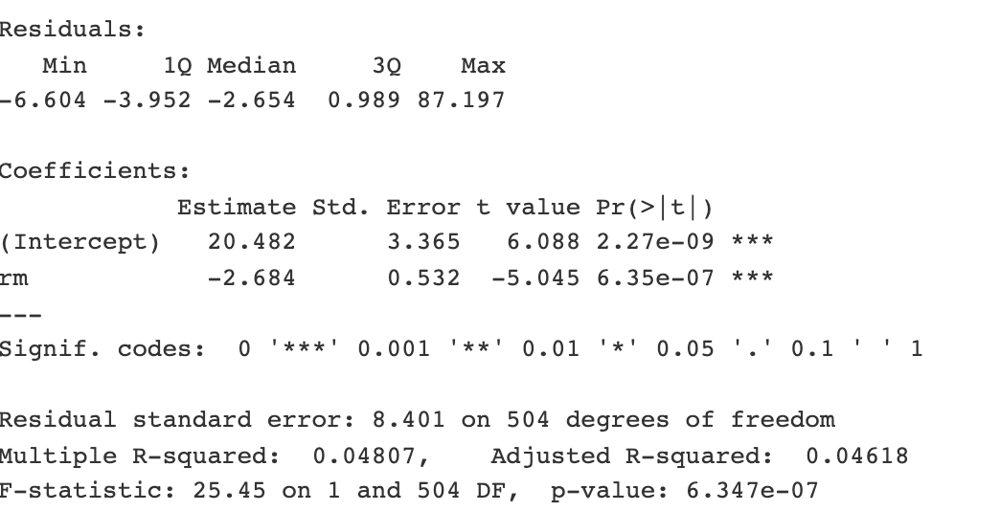 Residuals:
   Min     1Q Median     3Q    Max
-6.604 -3.952 -2.654  0.989 87.197

Coefficients:
            Estimate Std. Error t value Pr(>|t|)
(Intercept)   20.482      3.365   6.088 2.27e-09 ***
rm            -2.684      0.532  -5.045 6.35e-07 ***
---
Signif. codes:  0 '***' 0.001 '**' 0.01 '*' 0.05 '.' 0.1 ' ' 1

Residual standard error: 8.401 on 504 degrees of freedom
Multiple R-squared:  0.04807,    Adjusted R-squared:  0.04618
F-statistic: 25.45 on 1 and 504 DF,  p-value: 6.347e-07